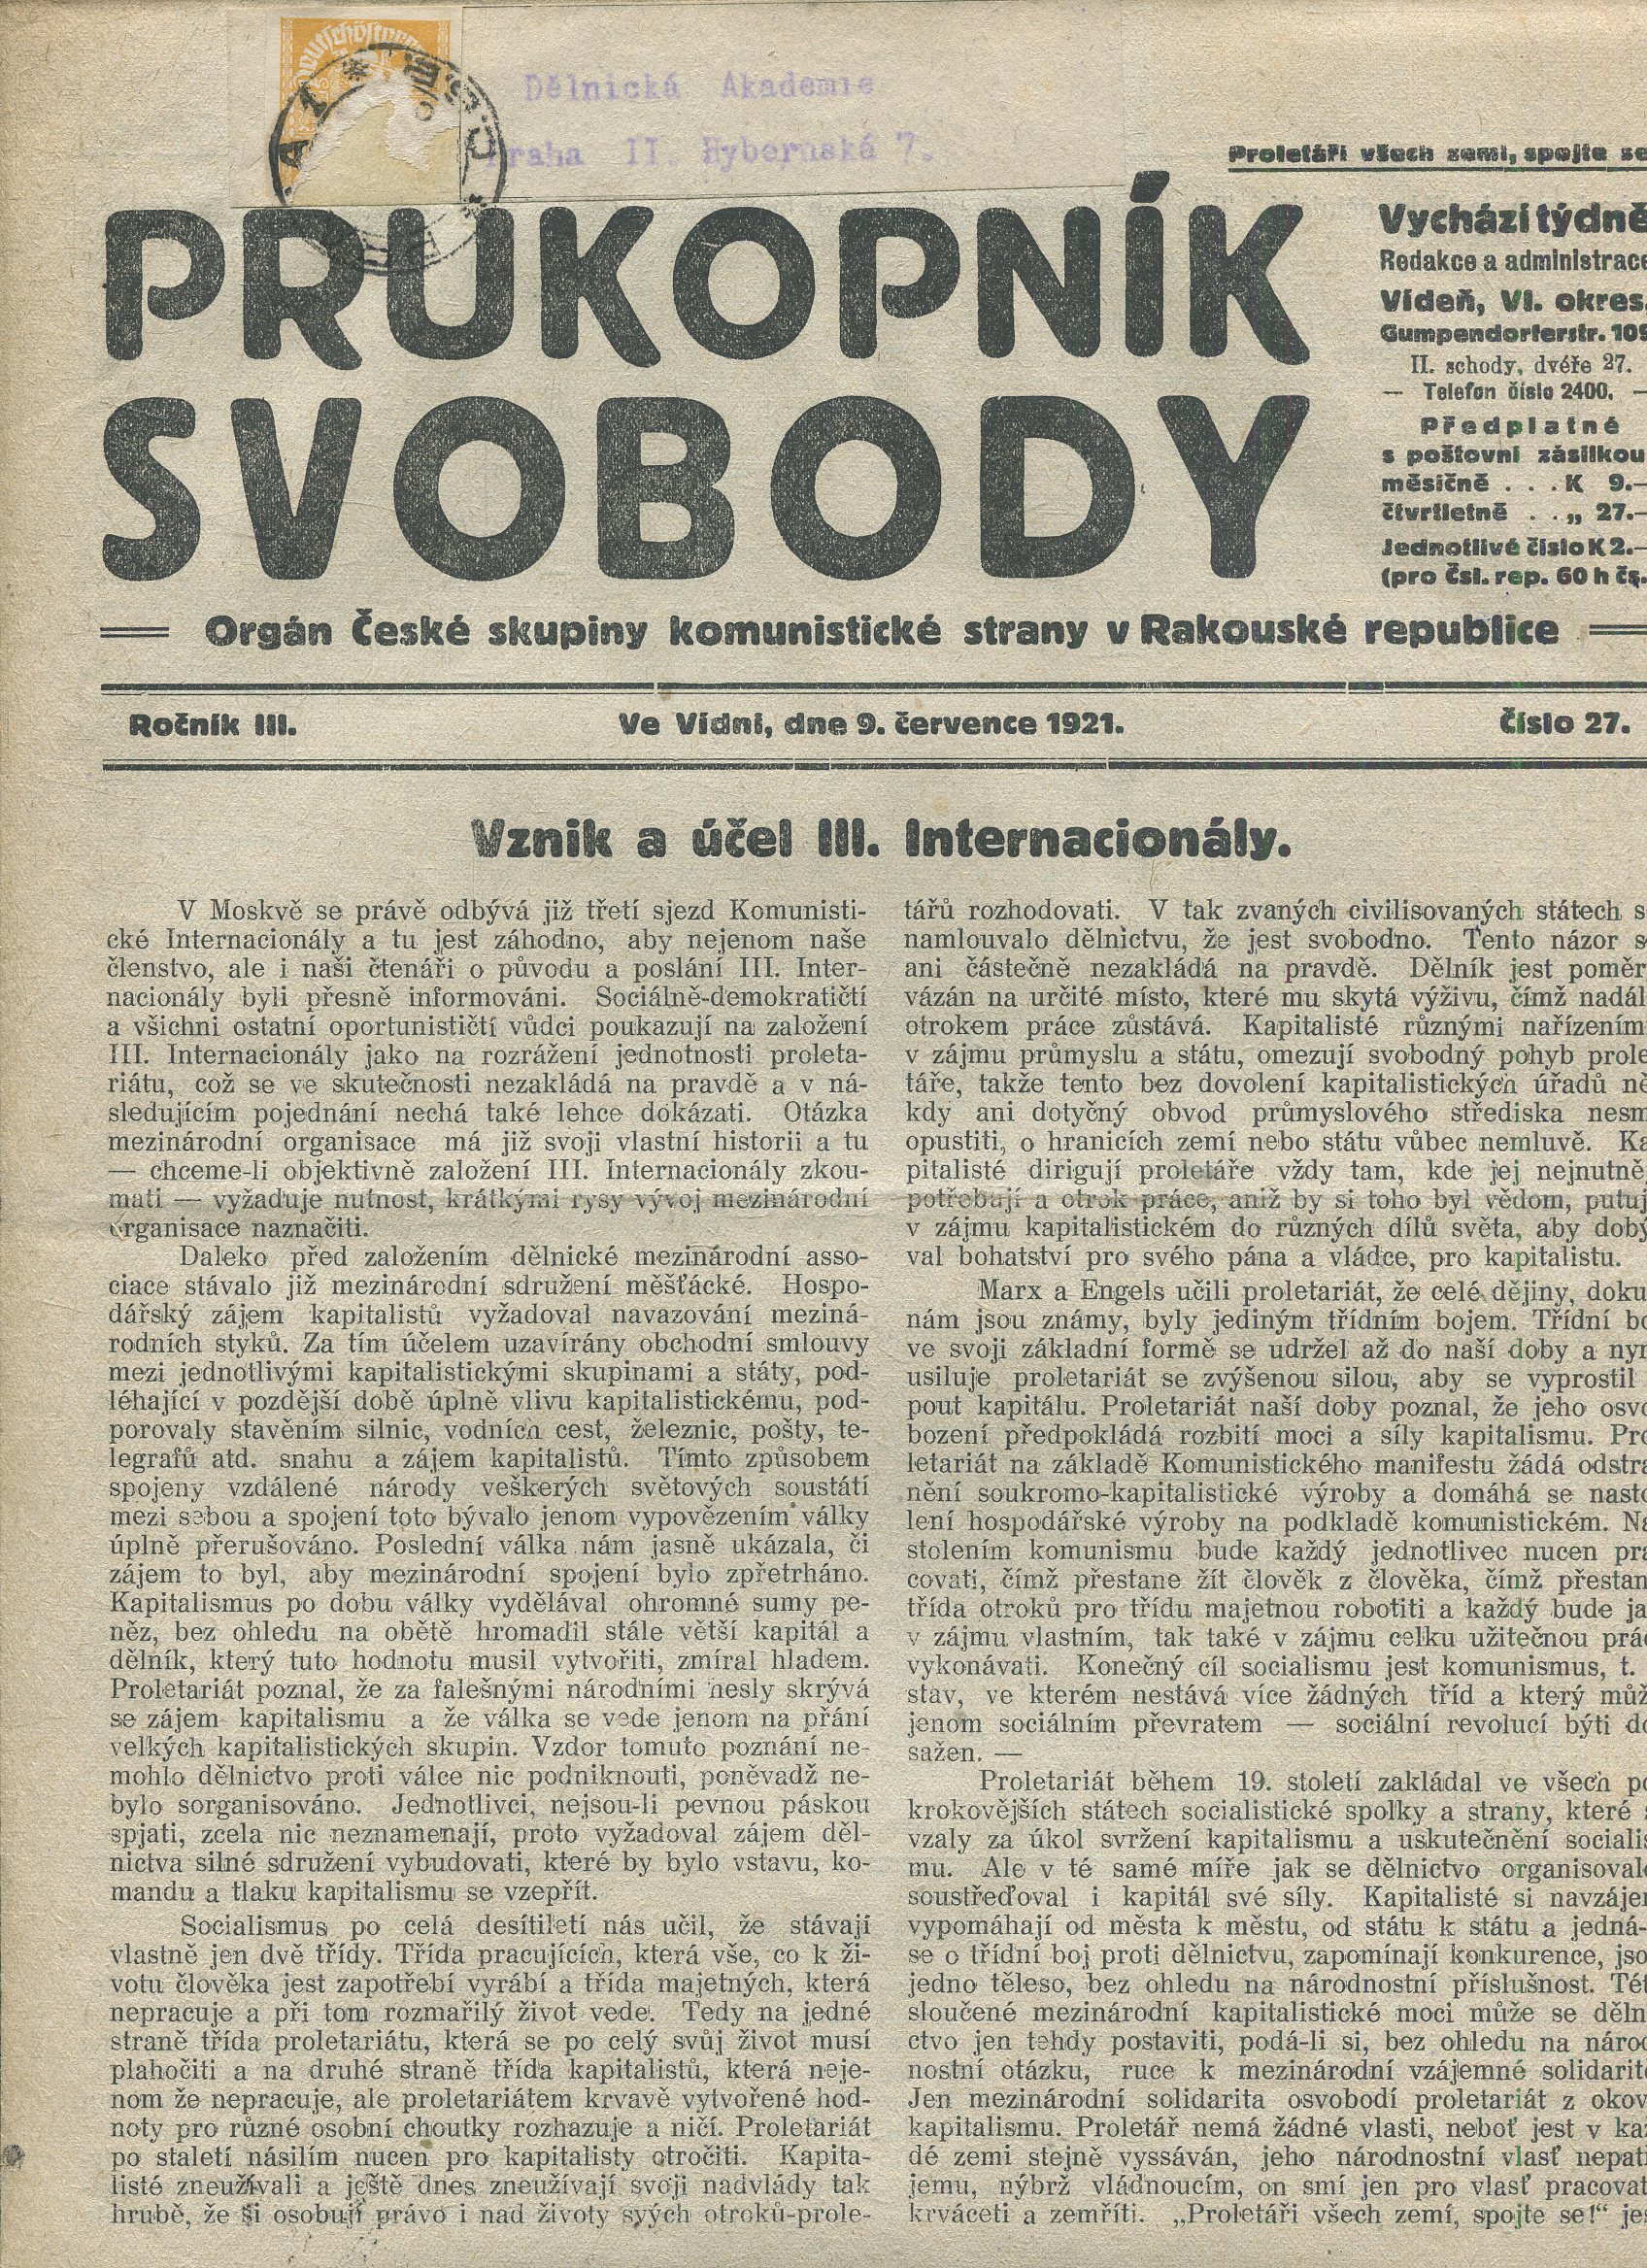 Deutschösterr
Dělnická Akademie
Praha II. Hybernská 7.
Proletáři všech zemí, spojte se
PRŮKOPNÍK
SVOBODY
Vychází týdně
Redakce a administrace
Vídeň, VI. okres
Gumpendorferstr. 109
II. schody, dvéře 27.
— Telefon číslo 2400. —
Předplatné
s poštovní zásilkou
měsíčně . . . K 9.—
čtvrtletně . . „ 27.—
Jednotlivé číslo K 2.—
(pro Čsl. rep. 60 h čs.
Orgán České skupiny komunistické strany v Rakouské republice
Ročník III.
Ve Vídni, dne 9. července 1921.
Číslo 27.
Vznik a účel III. Internacionály.
V Moskvě se právě odbývá již třetí sjezd Komunisti-
cké Internacionály a tu jest záhodno, aby nejenom naše
členstvo, ale i naši čtenáři o původu a poslání III. Inter-
nacionály byli přesně informováni. Sociálně-demokratičtí
a všichni ostatní oportunističtí vůdci poukazují na založení
III. Internacionály jako na rozrážení jednotnosti proleta-
riátu, což se ve skutečnosti nezakládá na pravdě a v ná-
sledujícím pojednání nechá také lehce dokázati. Otázka
mezinárodní organisace má již svoji vlastní historii a tu
— chceme-li objektivně založení III. Internacionály zkou-
mati — vyžaduje nutnost, krátkými rysy vývoj mezinárodní
organisace naznačiti.
Daleko před založením dělnické mezinárodní asso-
ciace stávalo již mezinárodní sdružení měšťácké. Hospo-
dářský zájem kapitalistů vyžadoval navazování meziná-
rodních styků. Za tím účelem uzavírány obchodní smlouvy
mezi jednotlivými kapitalistickými skupinami a státy, pod-
léhající v pozdější době úplně vlivu kapitalistickému, pod-
porovaly stavěním silnic, vodních cest, železnic, pošty, te-
legrafů atd. snahu a zájem kapitalistů. Tímto způsobem
spojeny vzdálené národy veškerých světových soustátí
mezi sebou a spojení toto bývalo jenom vypovězením války
úplně přerušováno. Poslední válka nám jasně ukázala, či
zájem to byl, aby mezinárodní spojení bylo zpřetrháno.
Kapitalismus po dobu války vydělával ohromné sumy pe-
něz, bez ohledu na obětě hromadil stále větší kapitál a
dělník, který tuto hodnotu musil vytvořiti, zmíral hladem.
Proletariát poznal, že za falešnými národními hesly skrývá
se zájem kapitalismu a že válka se vede jenom na přání
velkých kapitalistických skupin. Vzdor tomuto poznání ne-
mohlo dělnictvo proti válce nic podniknouti, poněvadž ne-
bylo sorganisováno. Jednotlivci, nejsou-li pevnou páskou
spjati, zcela nic neznamenají, proto vyžadoval zájem děl-
nictva silné sdružení vybudovati, které by bylo vstavu, ko-
mandu a tlaku kapitalismu se vzepřít.
Socialismus po celá desítiletí nás učil, že stávají
vlastně jen dvě třídy. Třída pracujících, která vše, co k ži-
votu člověka jest zapotřebí vyrábí a třída majetných, která
nepracuje a při tom rozmařilý život vede. Tedy na jedné
straně třída proletariátu, která se po celý svůj život musí
plahočiti a na druhé straně třída kapitalistů, která neje-
nom že nepracuje, ale proletariátem krvavě vytvořené hod-
noty pro různé osobní choutky rozhazuje a ničí. Proletariát
po staletí násilím nucen pro kapitalisty otročiti. Kapita-
listé zneužívali a ještě dnes zneužívají svoji nadvlády tak
hrubě, že si osobují právo i nad životy svých otroků-prole-
tářů rozhodovati. V tak zvaných civilisovaných státech s
namlouvalo dělnictvu, že jest svobodno. Tento názor s
ani částečně nezakládá na pravdě. Dělník jest poměr
vázán na určité místo, které mu skytá výživu, čímž nadál
otrokem práce zůstává. Kapitalisté různými nařízením
v zájmu průmyslu a státu, omezují svobodný pohyb prole
táře, takže tento bez dovolení kapitalistických úřadů ně
kdy ani dotyčný obvod průmyslového střediska nesm
opustiti, o hranicích zemí nebo státu vůbec nemluvě. Ka
pitalisté dirigují proletáře vždy tam, kde jej nejnutně
potřebují a otrok práce, aniž by si toho byl vědom, putuj
v zájmu kapitalistickém do různých dílů světa, aby dobý
val bohatství pro svého pána a vládce, pro kapitalistu.
Marx a Engels učili proletariát, že celé dějiny, doku
nám jsou známy, byly jediným třídním bojem. Třídní bo
ve svoji základní formě se udržel až do naší doby a nyn
usiluje proletariát se zvýšenou silou, aby se vyprostil
pout kapitálu. Proletariát naší doby poznal, že jeho osvo
bození předpokládá rozbití moci a síly kapitalismu. Pro
letariát na základě Komunistického manifestu žádá odstra
nění soukromo-kapitalistické výroby a domáhá se nasto
lení hospodářské výroby na podkladě komunistickém. Na
stolením komunismu bude každý jednotlivec nucen pra
covati, čímž přestane žít člověk z člověka, čímž přestan
třída otroků pro třídu majetnou robotiti a každý bude ja
v zájmu vlastním, tak také v zájmu celku užitečnou prác
vykonávati. Konečný cíl socialismu jest komunismus, t.
stav, ve kterém nestává více žádných tříd a který můž
jenom sociálním převratem — sociální revolucí býti do
sažen. —
Proletariát během 19. století zakládal ve všech po
krokovějších státech socialistické spolky a strany, které s
vzaly za úkol svržení kapitalismu a uskutečnění socialis
mu. Ale v té samé míře jak se dělnictvo organisoval
soustřeďoval i kapitál své síly. Kapitalisté si navzájem
vypomáhají od města k městu, od státu k státu a jedná-
se o třídní boj proti dělnictvu, zapomínají konkurence, jso
jedno těleso, bez ohledu na národnostní příslušnost. Tét
sloučené mezinárodní kapitalistické moci může se děln
ctvo jen tehdy postaviti, podá-li si, bez ohledu na národ
nostní otázku, ruce k mezinárodní vzájemné solidaritě
Jen mezinárodní solidarita osvobodí proletariát z okov
kapitalismu. Proletář nemá žádné vlasti, neboť jest v ka
dé zemi stejně vyssáván, jeho národnostní vlasť nepatí
jemu, nýbrž vládnoucím, on smí jen pro vlasť pracovat
krváceti a zemříti. „Proletáři všech zemí, spojte se!“ je